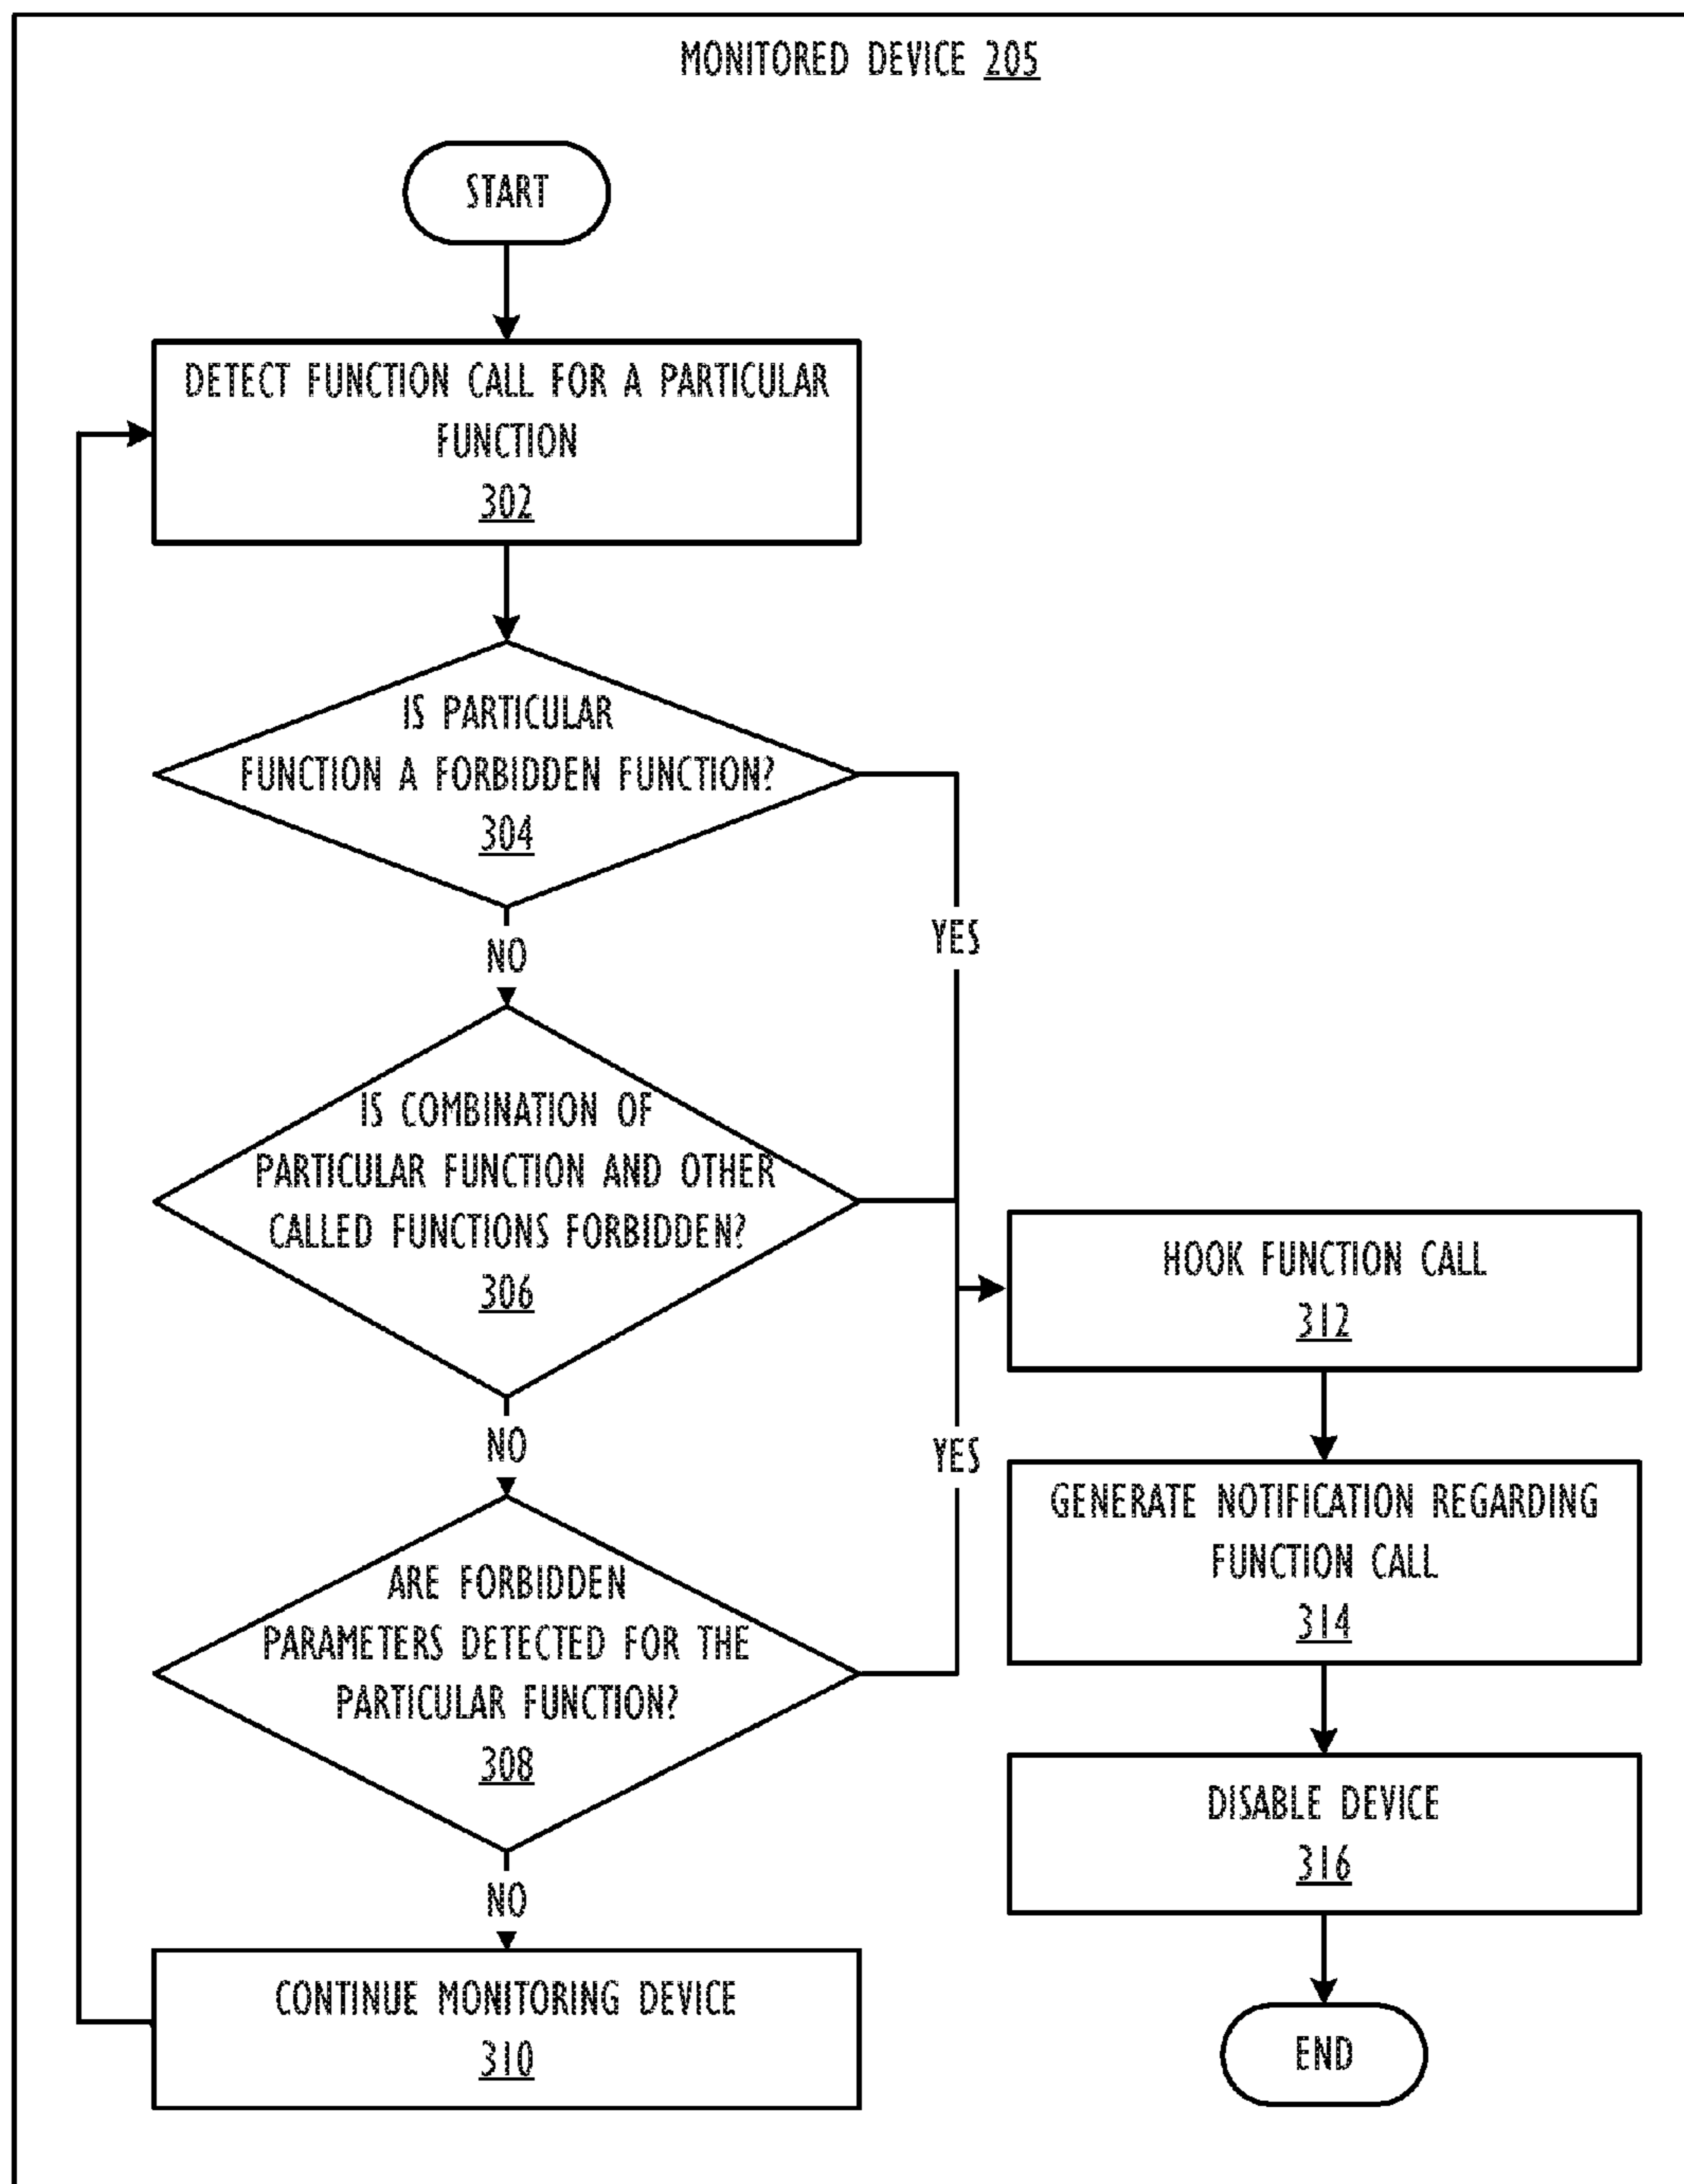 MONITORED DEVICE 205
START
DETECT FUNCTION CALL FOR A PARTICULAR
FUNCTION
302
IS PARTICULAR
FUNCTION A FORBIDDEN FUNCTION?
304
YES
NO
IS COMBINATION OF
PARTICULAR FUNCTION AND OTHER
CALLED FUNCTIONS FORBIDDEN?
306
NO
YES
ARE FORBIDDEN
PARAMETERS DETECTED FOR THE
PARTICULAR FUNCTION?
308
NO
CONTINUE MONITORING DEVICE
310
HOOK FUNCTION CALL
312
GENERATE NOTIFICATION REGARDING
FUNCTION CALL
314
DISABLE DEVICE
316
END